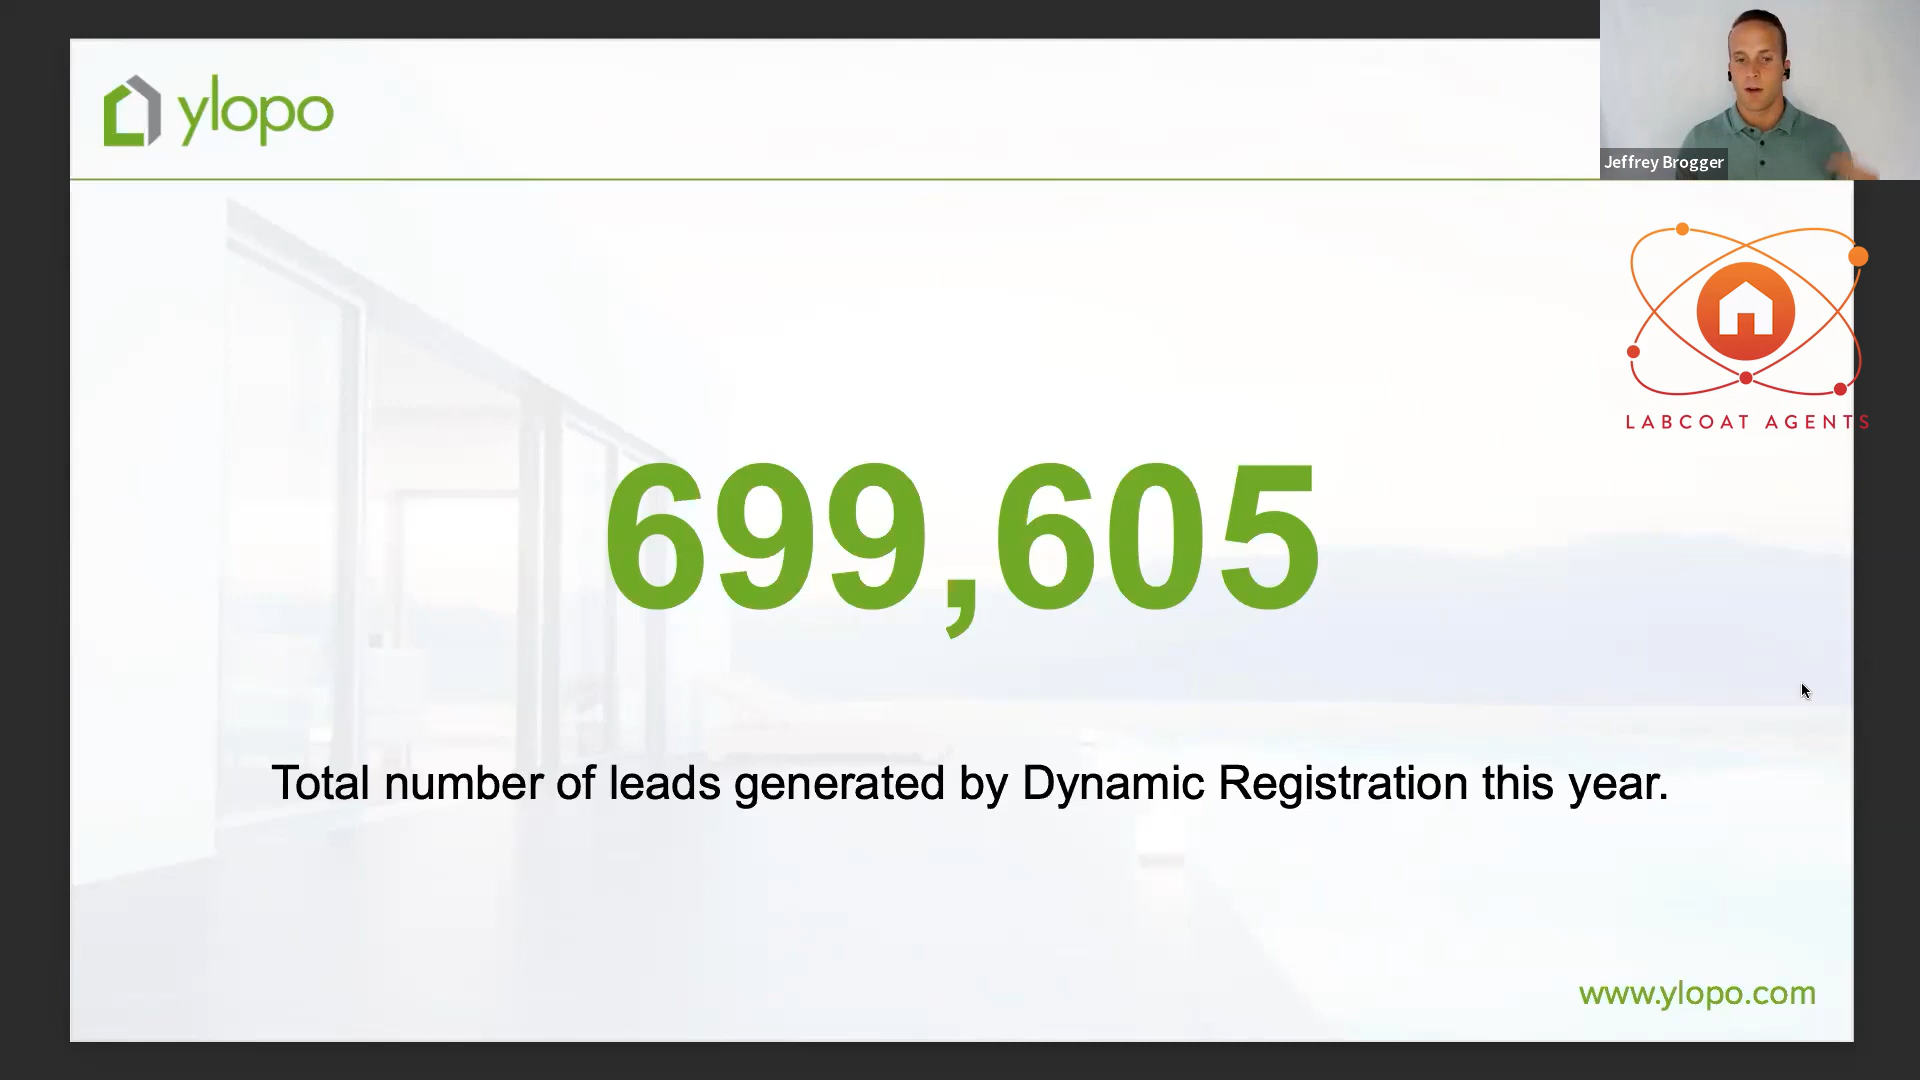 ylopo
Jeffrey Brogger
LABCOAT AGENTS
699,605
Total number of leads generated by Dynamic Registration this year.
www.ylopo.com